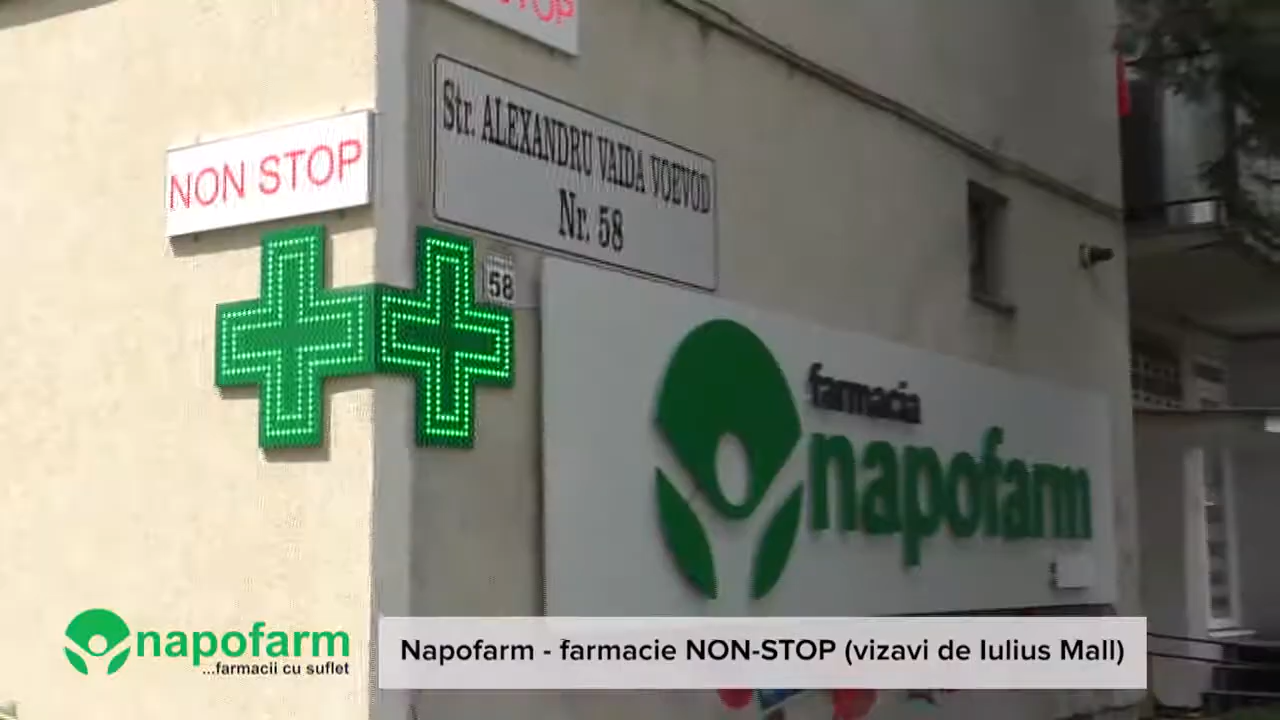 STOP
NON STOP
Str. ALEXANDRU VAIDA VOEVOD
Nr. 58
58
farmacia
napofarm
napofarm
...farmacii cu suflet
Napofarm - farmacie NON-STOP (vizavi de Iulius Mall)